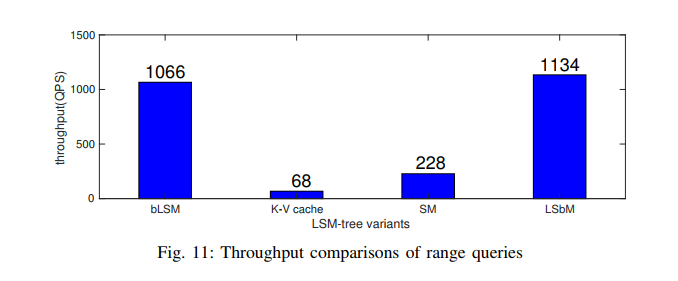 1500
1000
500
0
throughput(QPS)
1066
68
228
1134
bLSM
K-V cache
SM
LSbM
LSM-tree variants
Fig. 11: Throughput comparisons of range queries